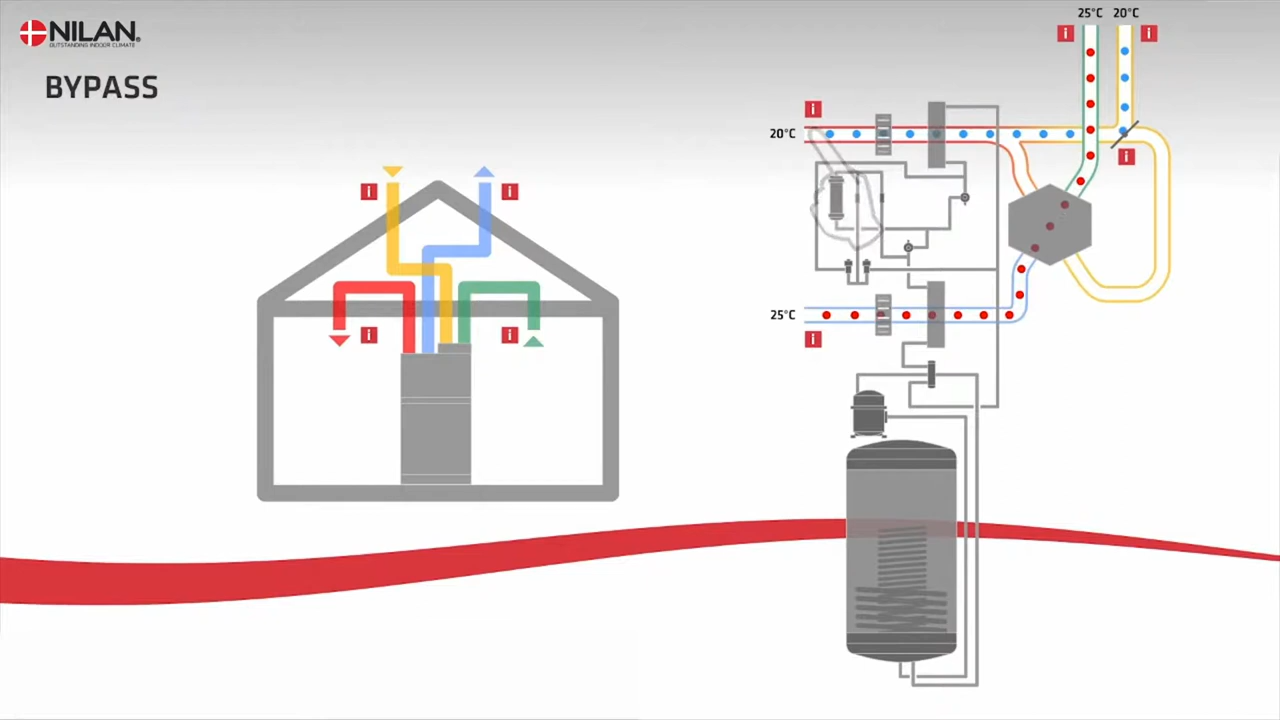 NILAN
OUTSTANDING INDOOR CLIMATE
BYPASS
25°C 20°C
i i
i
20°C
i
i i
25°C
i
i i